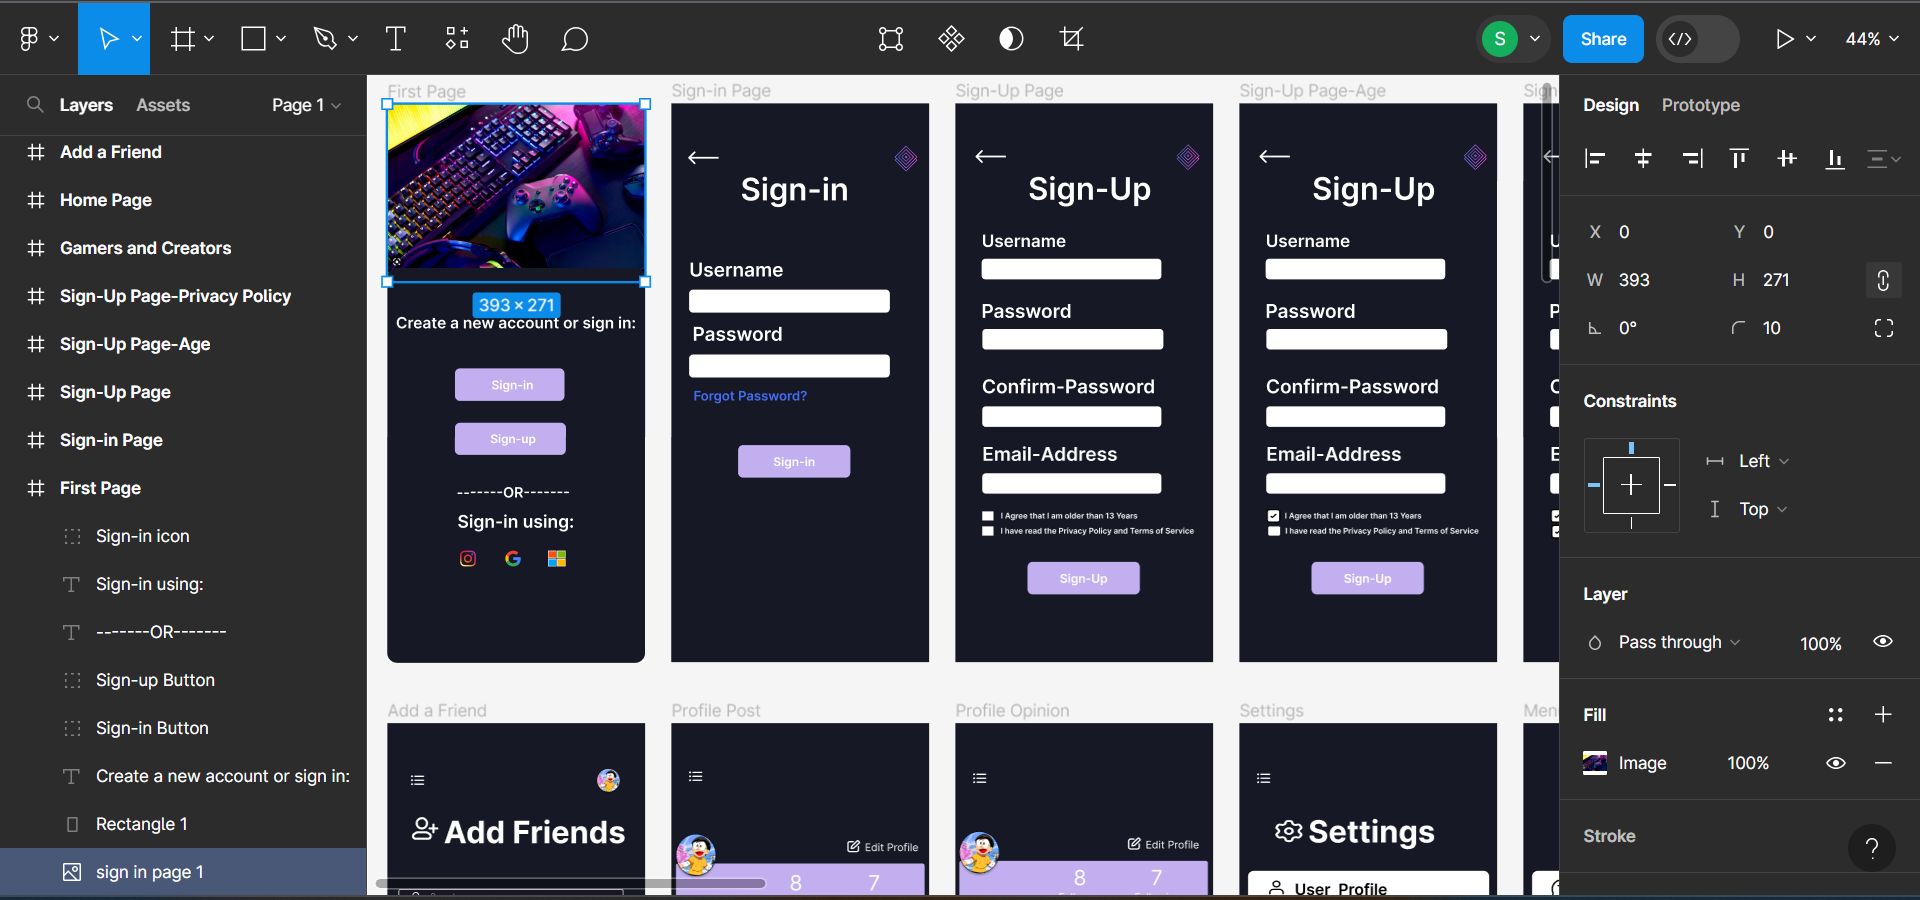 S
Share
44%
Layers
Assets
Page 1
Add a Friend
Home Page
Gamers and Creators
Sign-Up Page-Privacy Policy
Sign-Up Page-Age
Sign-Up Page
Sign-in Page
First Page
Sign-in icon
Sign-in using:
-------OR-------
Sign-up Button
Sign-in Button
Create a new account or sign in:
Rectangle 1
sign in page 1
First Page
393 × 271
Create a new account or sign in:
Sign-in
Sign-up
-------OR-------
Sign-in using:
Sign-in Page
Sign-in
Username
Password
Forgot Password?
Sign-in
Sign-Up Page
Sign-Up
Username
Password
Confirm-Password
Email-Address
I Agree that I am older than 13 Years
I have read the Privacy Policy and Terms of Service
Sign-Up
Sign-Up Page-Age
Sign-Up
Username
Password
Confirm-Password
Email-Address
I Agree that I am older than 13 Years
I have read the Privacy Policy and Terms of Service
Sign-Up
Add a Friend
Add Friends
Profile Post
Edit Profile
8 7
Profile Opinion
Edit Profile
8 7
Settings
Settings
User Profile
Men
Design
Prototype
X 0
Y 0
W 393
H 271
0°
10
Constraints
Left
Top
Layer
Pass through
100%
Fill
Image
100%
Stroke
?